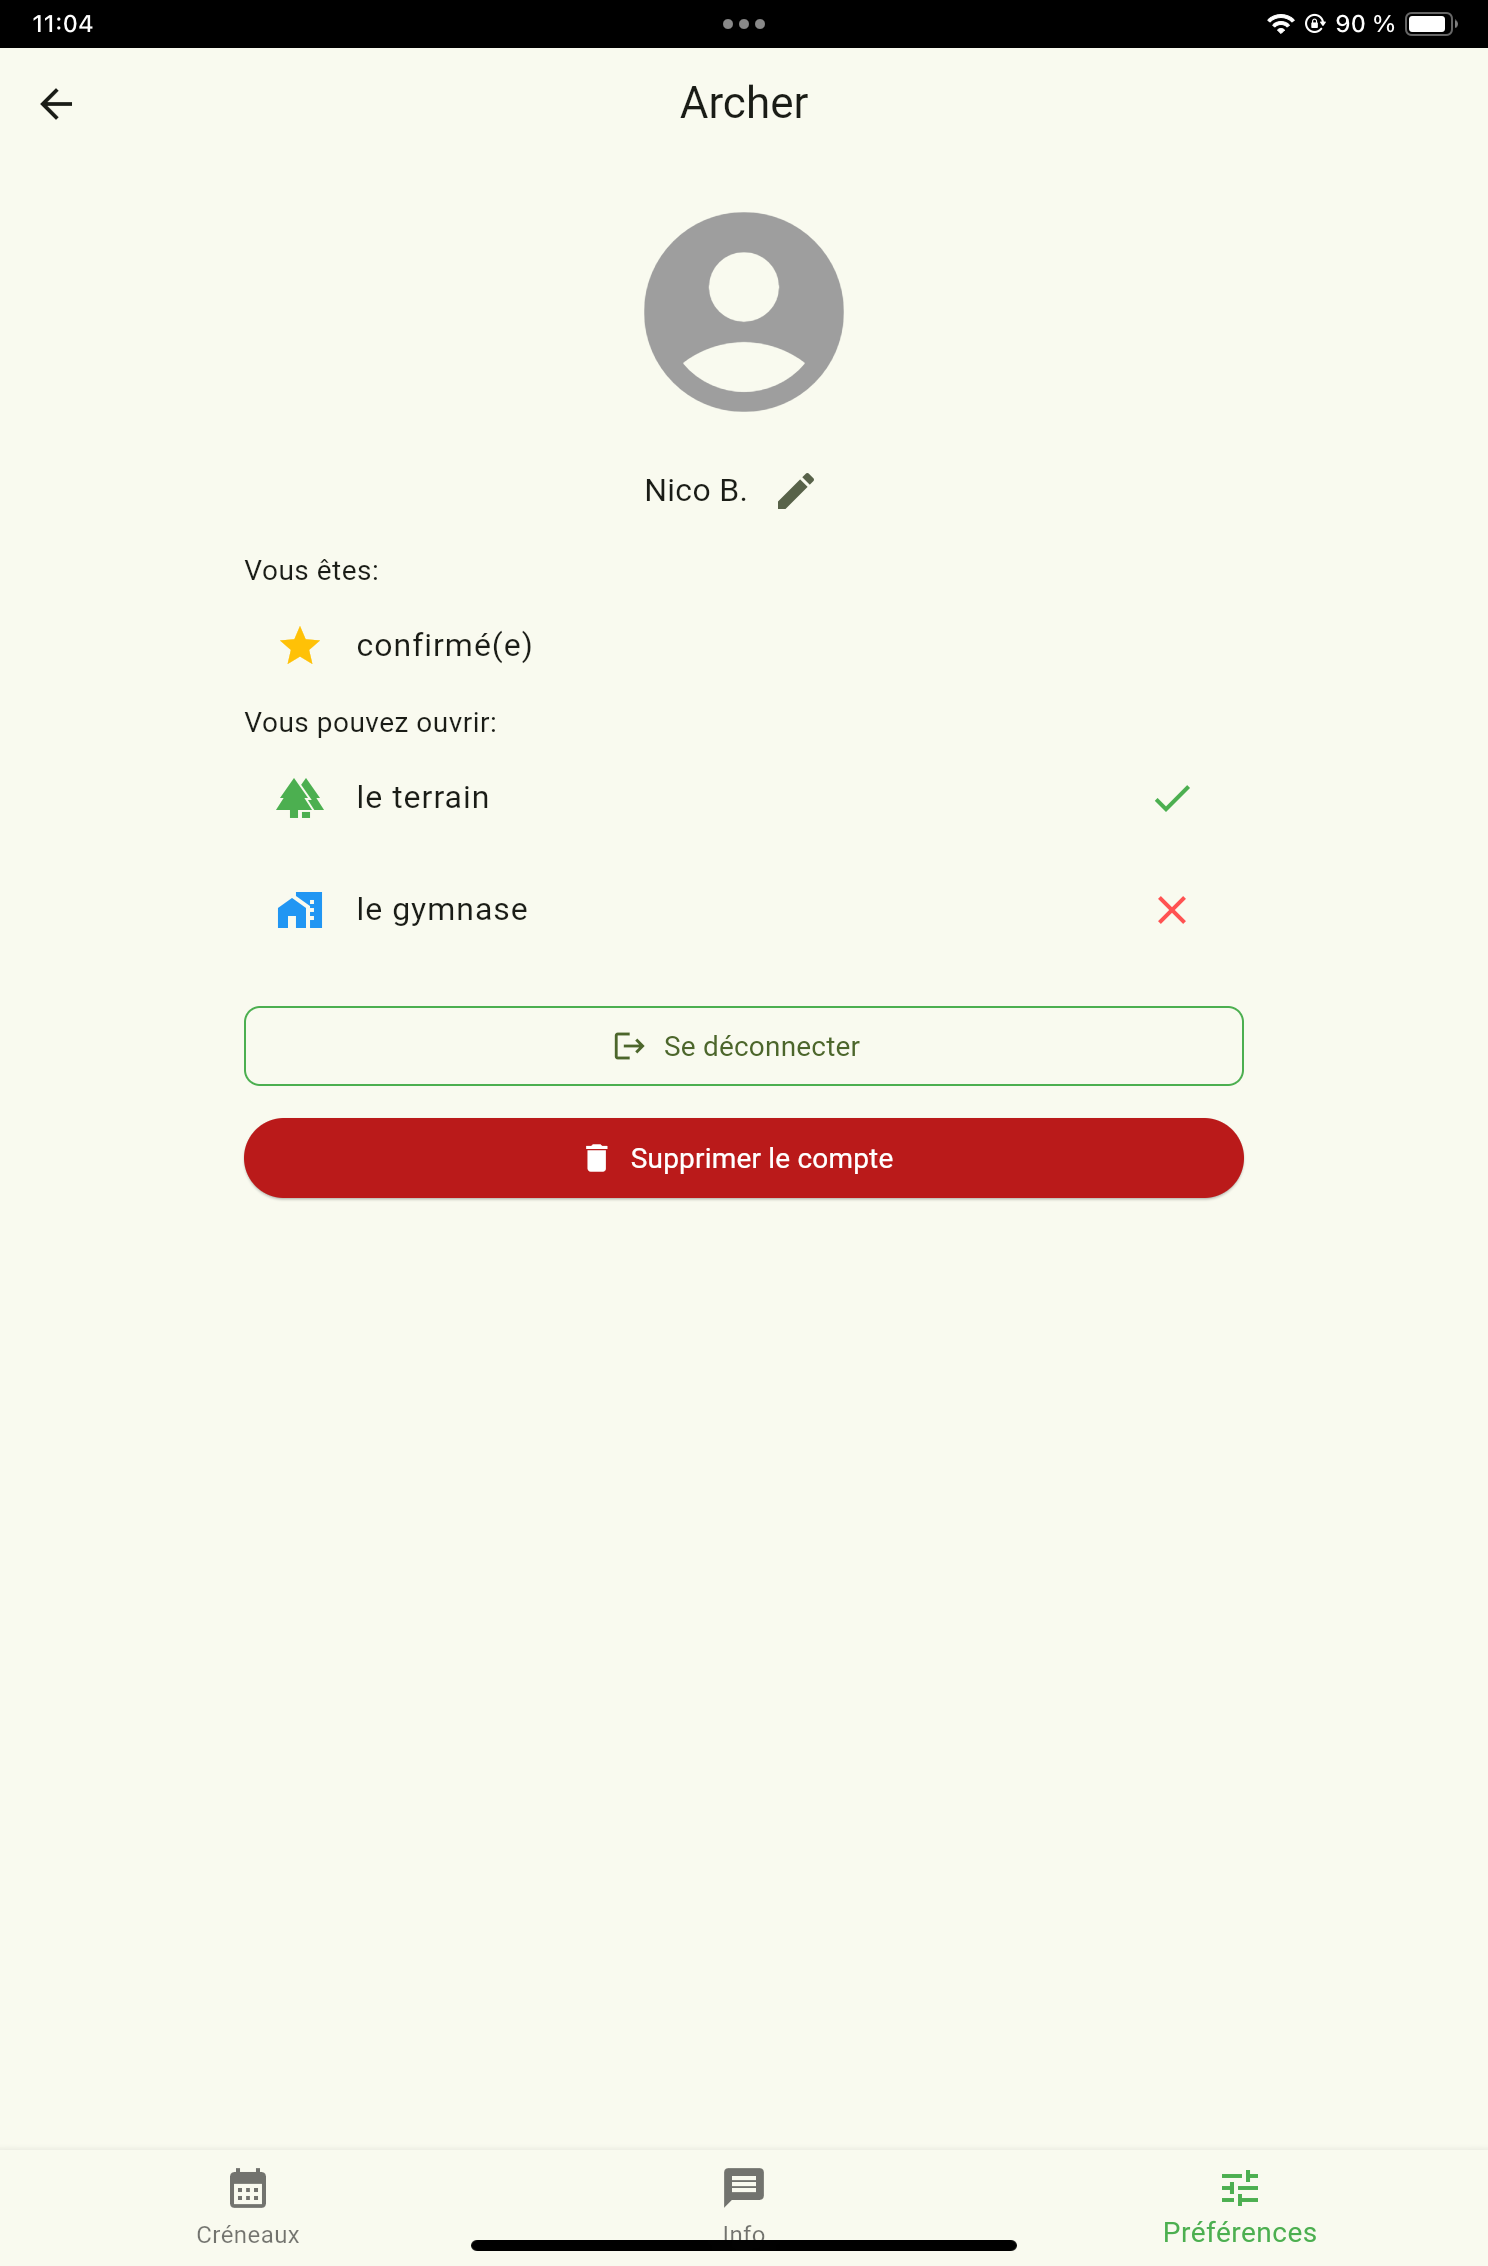 11:04
90 %
Archer
Nico B.
Vous êtes:
confirmé(e)
Vous pouvez ouvrir:
le terrain
le gymnase
Se déconnecter
Supprimer le compte
Créneaux
Info
Préférences